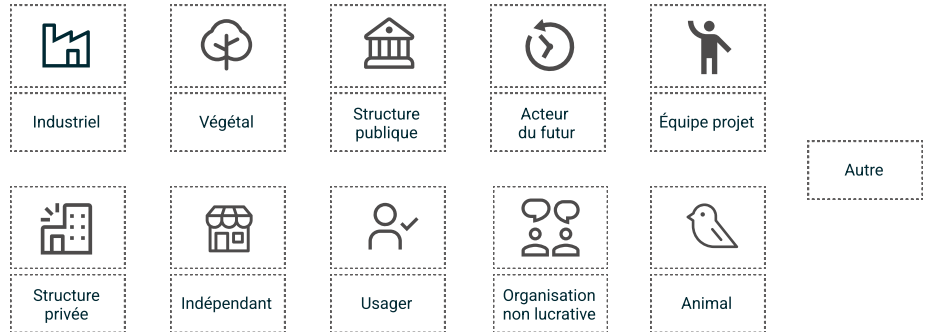 Industriel
Végétal
Structure
publique
Acteur
du futur
Équipe projet
Autre
Structure
privée
Indépendant
Usager
Organisation
non lucrative
Animal